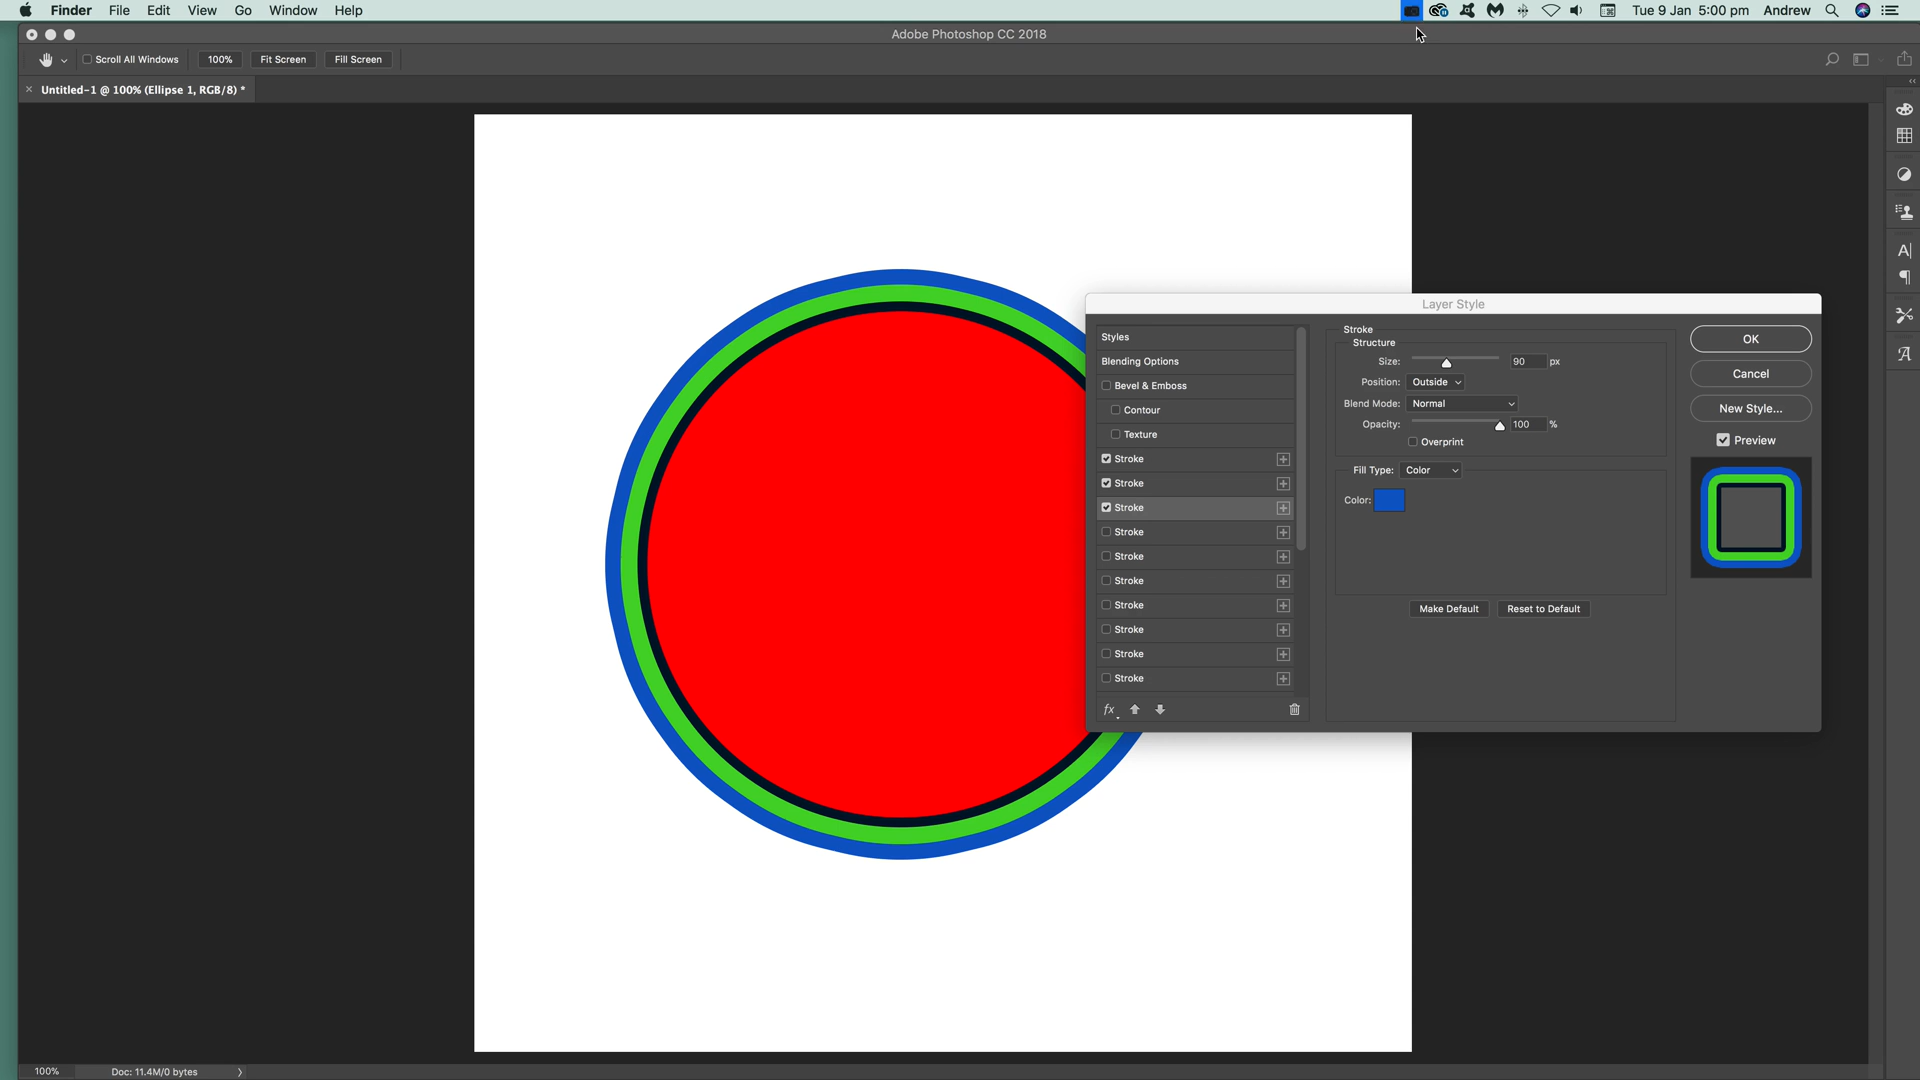 Finder File Edit View Go Window Help
Tue 9 Jan 5:00 pm Andrew
Adobe Photoshop CC 2018
Scroll All Windows 100% Fit Screen Fill Screen
× Untitled-1 @ 100% (Ellipse 1, RGB/8) *
Layer Style
Styles
Blending Options
Bevel & Emboss
Contour
Texture
Stroke
Stroke
Stroke
Stroke
Stroke
Stroke
Stroke
Stroke
Stroke
Stroke
fx
Stroke
Structure
Size: 90 px
Position: Outside
Blend Mode: Normal
Opacity: 100 %
Overprint
Fill Type: Color
Color:
Make Default Reset to Default
OK
Cancel
New Style...
Preview
100% Doc: 11.4M/0 bytes